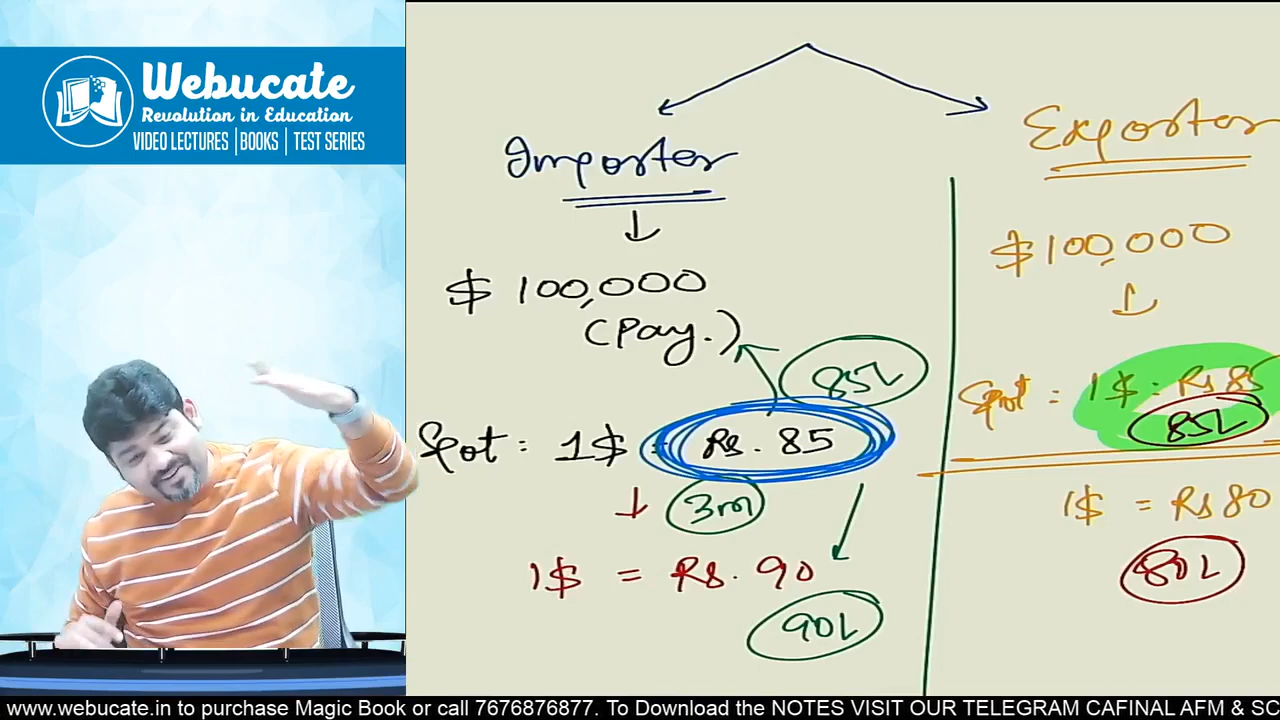 Webucate
Revolution in Education
VIDEO LECTURES | BOOKS | TEST SERIES
Importer
$ 100,000
(Pay.)
85L
Spot : 1$ = Rs. 85
3m
1$ = Rs. 90
90L
Exporter
$100,000
Spot : 1$ : Rs 85
85L
1$ = Rs 80
80L
www.webucate.in to purchase Magic Book or call 7676876877. To Download the NOTES VISIT OUR TELEGRAM CAFINAL AFM & SC